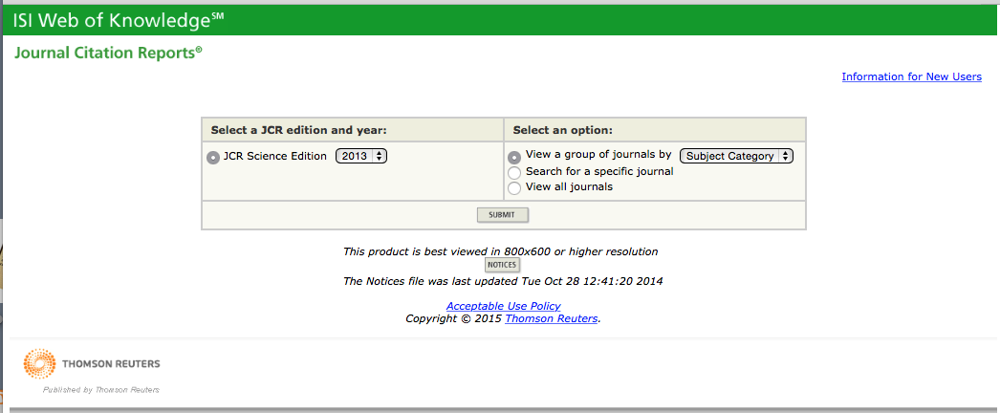 ISI Web of Knowledge℠
Journal Citation Reports®
Information for New Users
Select a JCR edition and year:
Select an option:
JCR Science Edition 2013
View a group of journals by Subject Category
Search for a specific journal
View all journals
SUBMIT
This product is best viewed in 800x600 or higher resolution
NOTICES
The Notices file was last updated Tue Oct 28 12:41:20 2014
Acceptable Use Policy
Copyright © 2015 Thomson Reuters.
THOMSON REUTERS
Published by Thomson Reuters